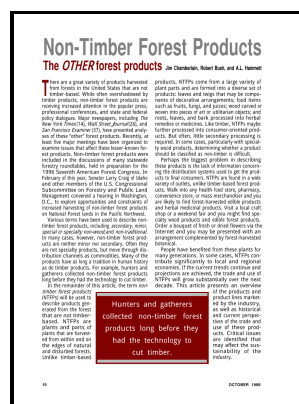 Non-Timber Forest Products
The OTHER forest products Jim Chamberlain, Robert Bush, and A.L. Hammett
There are a great variety of products harvested
from forests in the United States that are not
timber-based. While often overshadowed by
timber products, non-timber forest products are
receiving increased attention in the popular press,
professional conferences, and state and federal
policy dialogues. Major newspapers, including The
New York Times(14), Wall Street Journal(26), and
San Francisco Examiner (37), have presented analy-
ses of these "other" forest products. Recently, at
least five major meetings have been organized to
examine issues that affect these lesser-known for-
est products. Non-timber forest products were
included in the discussions of many statewide
forestry roundtables, held in preparation for the
1996 Seventh American Forest Congress. In
February of this year, Senator Larry Craig of Idaho
and other members of the U.S. Congressional
Subcommittee on Forestry and Public Land
Management convened a hearing in Washington,
D.C., to explore opportunities and constraints of
increased harvesting of non-timber forest products
on National Forest lands in the Pacific Northwest.
Various terms have been used to describe non-
timber forest products, including secondary, minor,
special or specialty non-wood and non-traditional.
In many cases, however, non-timber forest prod-
ucts are neither minor nor secondary. Often they
are specialty products, but move through dis-
tribution channels as commodities. Many of the
products have as long a tradition in human history
as do timber products. For example, hunters and
gatherers collected non-timber forest products
long before they had the technology to cut timber.
In the remainder of this article, the term non-
timber forest products
(NTFPs) will be used to
describe products gen-
erated from the forest
that are not timber-
based. NTFPs are
plants and parts of
plants that are harvest-
ed from within and on
the edges of natural
and disturbed forests.
Unlike timber-based
Hunters and gatherers
collected non-timber forest
products long before they
had the technology to
cut timber.
products, NTFPs come from a large variety of
plant parts and are formed into a diverse set of
products: leaves and twigs that may be compo-
nents of decorative arrangements; food items
such as fruits, fungi, and juices; wood carved or
woven into pieces of art or utilitarian objects; and
roots, leaves, and bark processed into herbal
remedies or medicines. Like timber, NTFPs may be
further processed into consumer-oriented prod-
ucts. But often, little secondary processing is
required. In some cases, particularly with special-
ty wood products, determining whether a product
should be classified as non-timber is difficult.
Perhaps the biggest problem in describing
these products is the lack of information concern-
ing the distribution systems used to get the prod-
ucts to final consumers. NTFPs are found in a wide
variety of outlets, unlike timber-based forest prod-
ucts. Walk into any health food store, pharmacy,
convenience store, or mass merchandiser and you
are likely to find forest-harvested edible products
and herbal medicinal products. Visit a local craft
shop or a weekend fair and you might find spe-
cialty wood products and edible forest products.
Order a bouquet of fresh or dried flowers via the
Internet and you may be presented with an
arrangement complemented by forest-harvested
botanical.
People have benefited from these plants for
many generations. In some cases, NTFPs con-
tribute significantly to local and regional
economies. If the current trends continue and
projections are achieved, the trade and use of
NTFPs will grow substantially over the next
decade. This article presents an overview
of the products and
product lines market-
ed by the industry,
as well as historical
and current perspec-
tives of the trade and
use of these prod-
ucts. Critical issues
are identified that
may affect the sus-
tainability of the
industry.
10
OCTOBER 1998